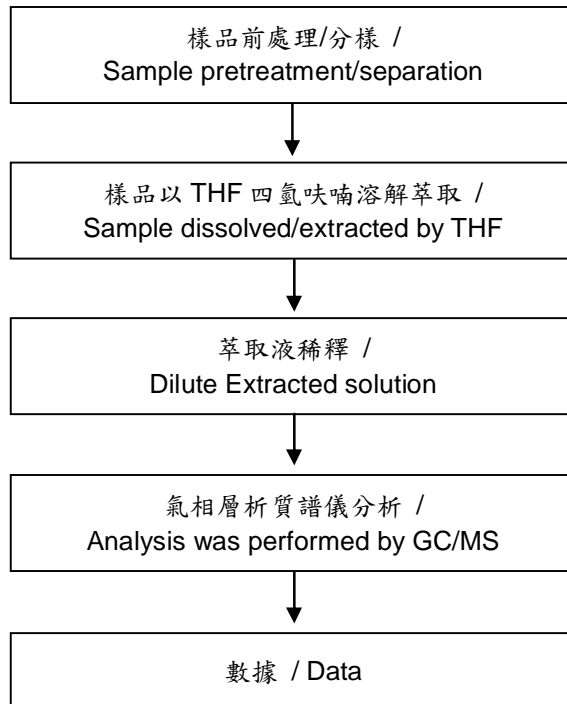 樣品前處理/分樣 /
Sample pretreatment/separation
樣品以 THF 四氫呋喃溶解萃取 /
Sample dissolved/extracted by THF
萃取液稀釋 /
Dilute Extracted solution
氣相層析質譜儀分析 /
Analysis was performed by GC/MS
數據 / Data